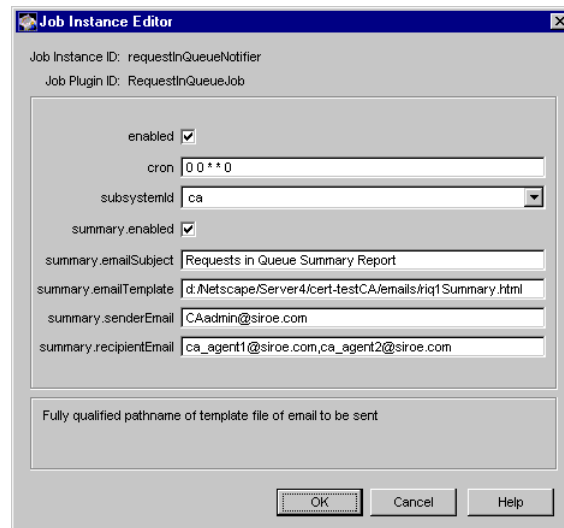 Job Instance Editor
Job Instance ID: requestInQueueNotifier
Job Plugin ID: RequestInQueueJob
enabled
cron 0 0 * * 0
subsystemId ca
summary.enabled
summary.emailSubject Requests in Queue Summary Report
summary.emailTemplate d:/Netscape/Server4/cert-testCA/emails/riq1Summary.html
summary.senderEmail CAadmin@siroe.com
summary.recipientEmail ca_agent1@siroe.com,ca_agent2@siroe.com
Fully qualified pathname of template file of email to be sent
OK Cancel Help